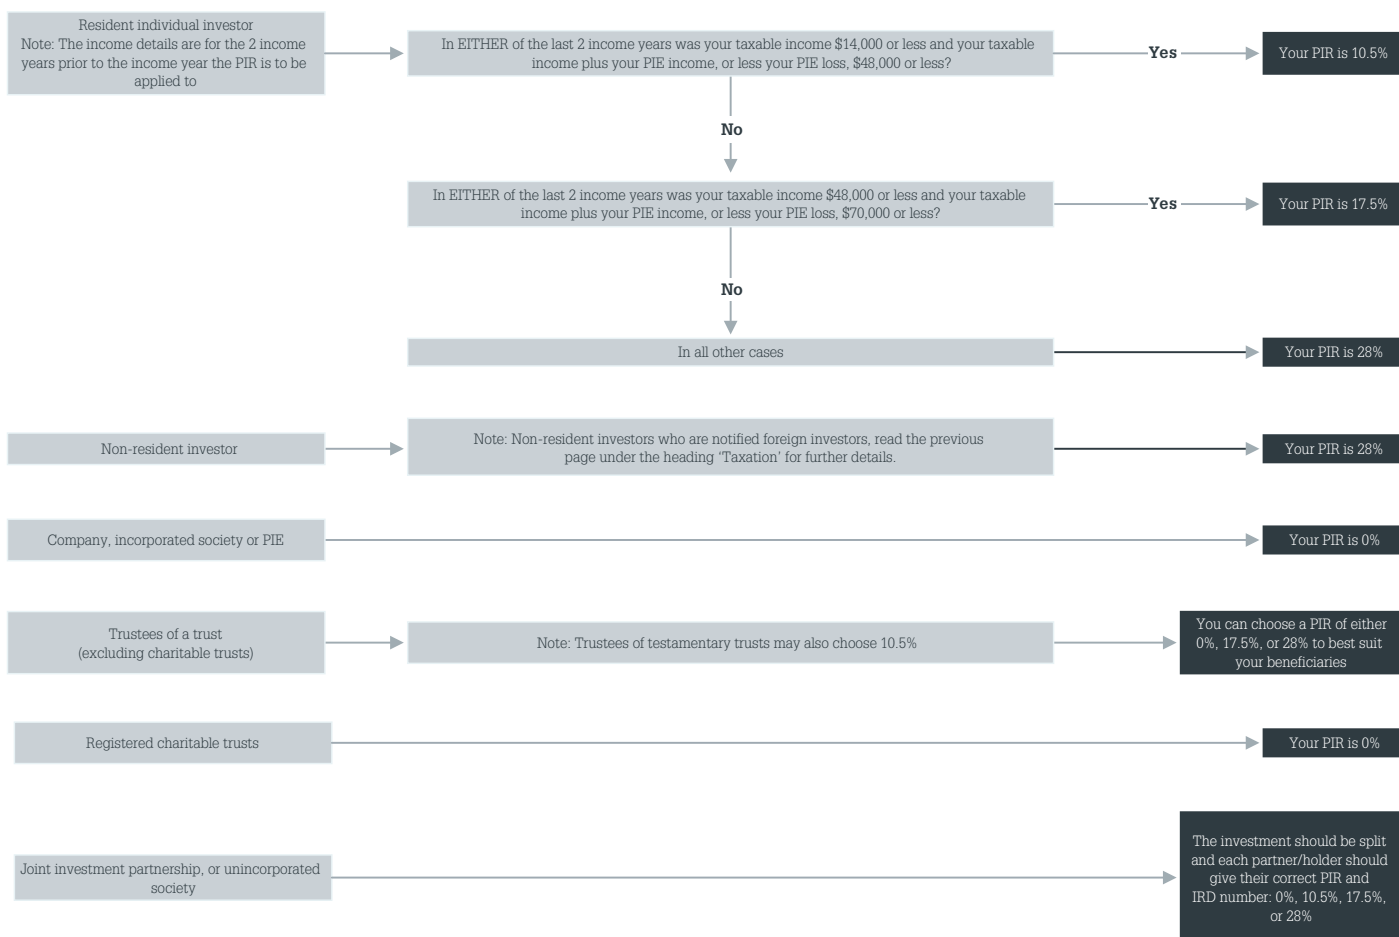 Resident individual investor
Note: The income details are for the 2 income
years prior to the income year the PIR is to be
applied to
In EITHER of the last 2 income years was your taxable income $14,000 or less and your taxable
income plus your PIE income, or less your PIE loss, $48,000 or less?
Yes
Your PIR is 10.5%
No
In EITHER of the last 2 income years was your taxable income $48,000 or less and your taxable
income plus your PIE income, or less your PIE loss, $70,000 or less?
Yes
Your PIR is 17.5%
No
In all other cases
Your PIR is 28%
Non-resident investor
Note: Non-resident investors who are notified foreign investors, read the previous
page under the heading ‘Taxation’ for further details.
Your PIR is 28%
Company, incorporated society or PIE
Your PIR is 0%
Trustees of a trust
(excluding charitable trusts)
Note: Trustees of testamentary trusts may also choose 10.5%
You can choose a PIR of either
0%, 17.5%, or 28% to best suit
your beneficiaries
Registered charitable trusts
Your PIR is 0%
Joint investment partnership, or unincorporated
society
The investment should be split
and each partner/holder should
give their correct PIR and
IRD number: 0%, 10.5%, 17.5%,
or 28%